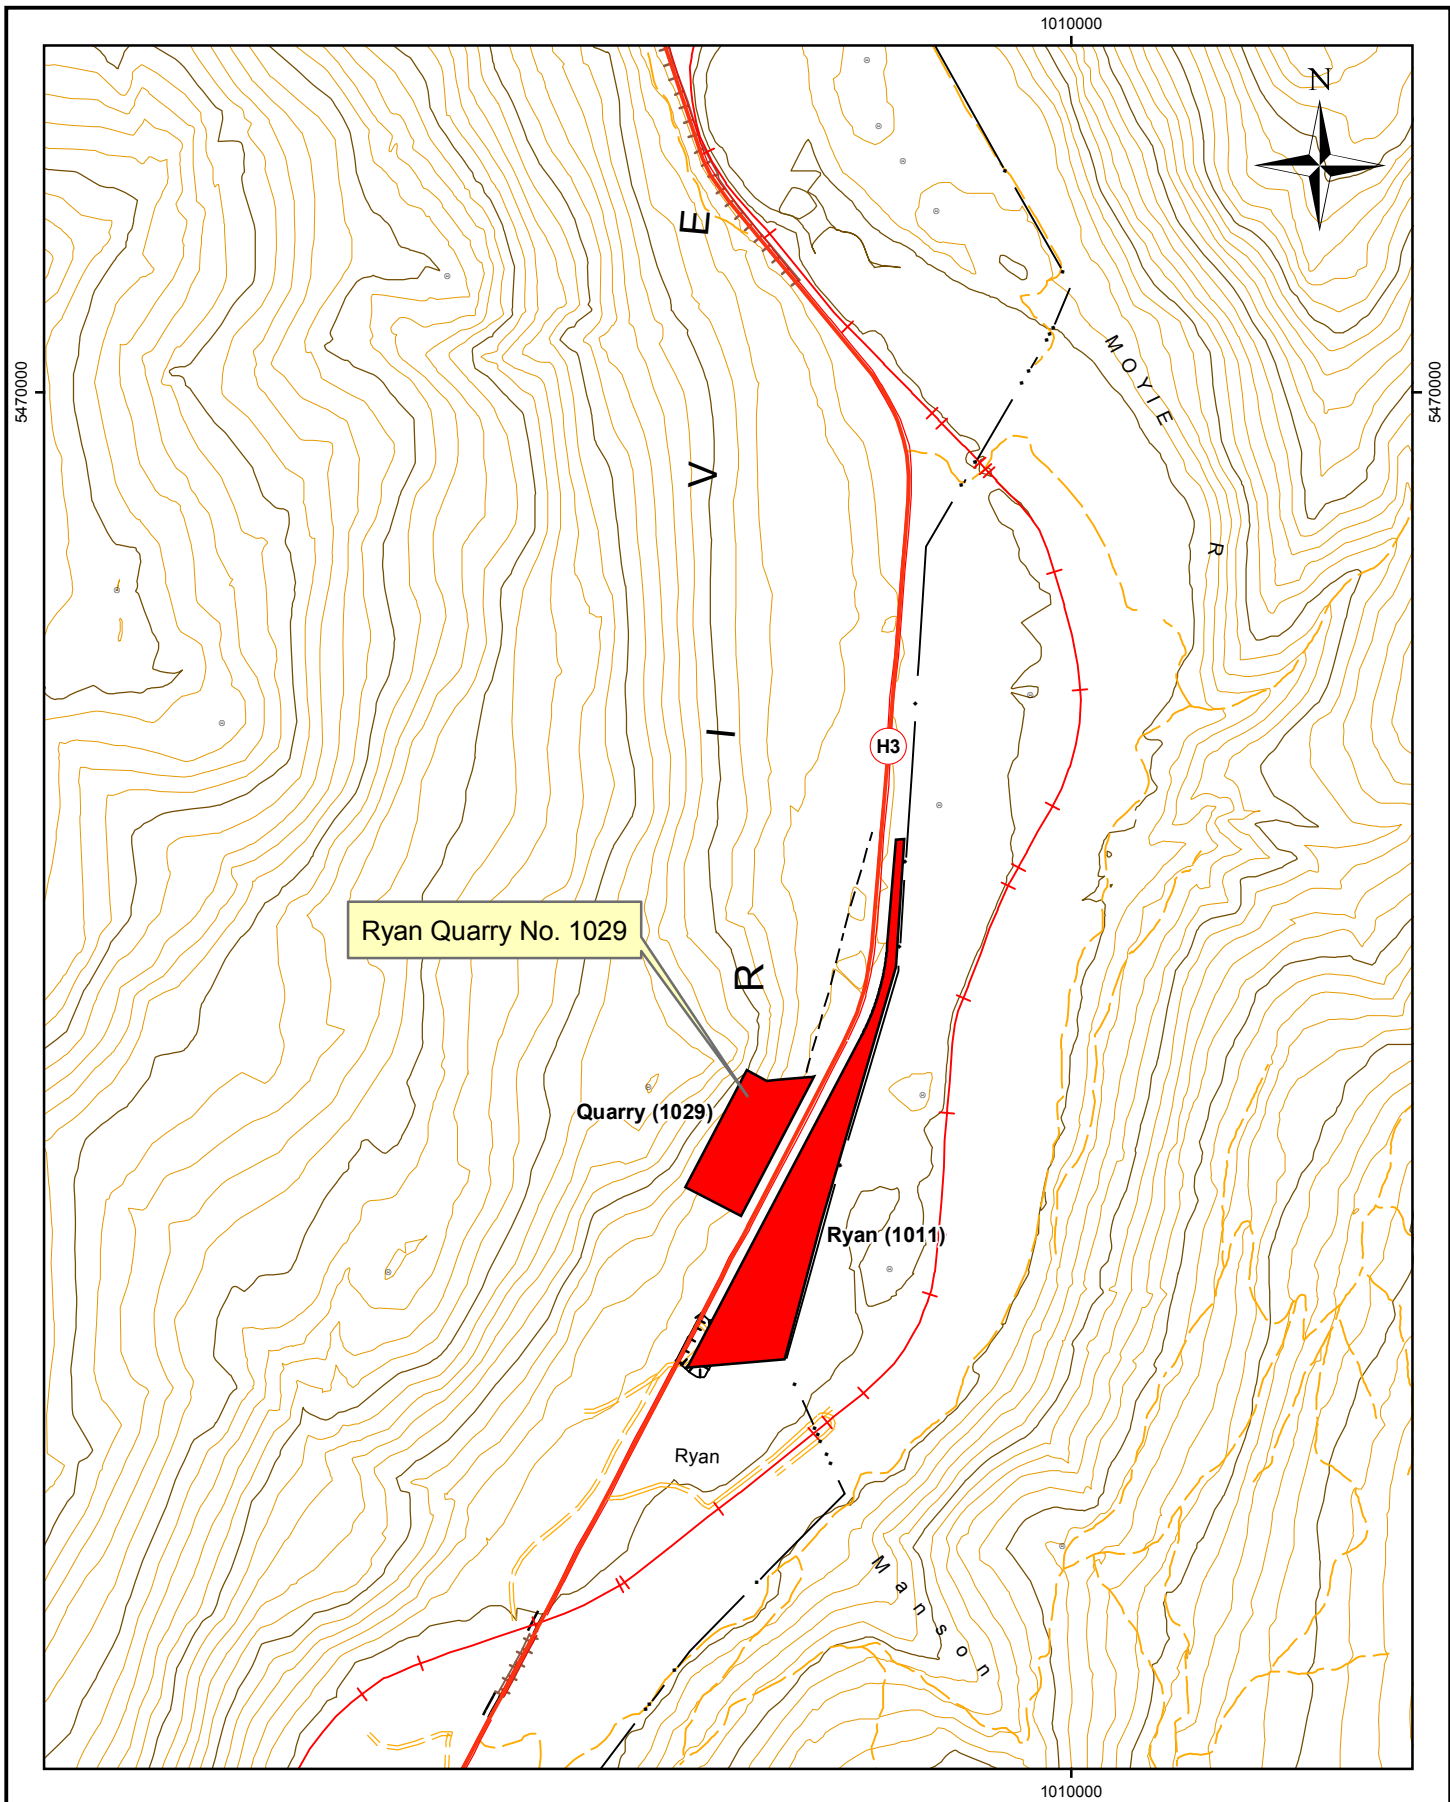 1010000
N
E
MOYIE
5470000
5470000
V
R
I
H3
Ryan Quarry No. 1029
R
Quarry (1029)
Ryan (1011)
Ryan
Manson
1010000